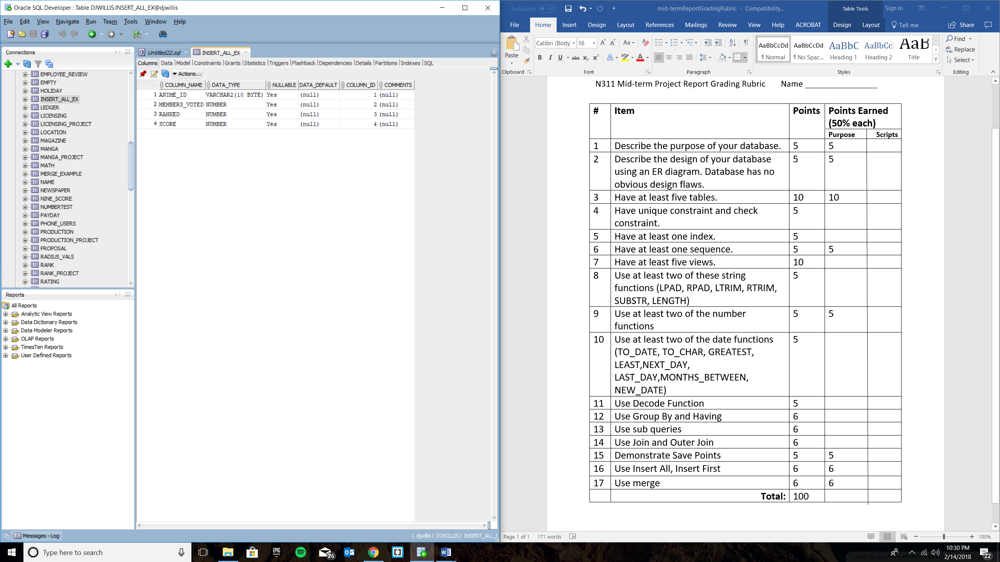 Oracle SQL Developer : Table DJWILLIS.INSERT_ALL_EX@djwillis
File Edit View Navigate Run Team Tools Window Help
Connections
EMPLOYEE_REVIEW
EMPTY
HOLIDAY
INSERT_ALL_EX
LEDGER
LICENSING
LICENSING_PROJECT
LOCATION
MAGAZINE
MANGA
MANGA_PROJECT
MATH
MERGE_EXAMPLE
NAME
NEWSPAPER
NINE_SCORE
NUMBERTEST
PAYDAY
PHONE_USERS
PRODUCTION
PRODUCTION_PROJECT
PROPOSAL
RADIUS_VALS
RANK
RANK_PROJECT
RATING
Reports
All Reports
Analytic View Reports
Data Dictionary Reports
Data Modeler Reports
OLAP Reports
TimesTen Reports
User Defined Reports
Messages - Log
Untitled22.sql INSERT_ALL_EX
Columns Data Model Constraints Grants Statistics Triggers Flashback Dependencies Details Partitions Indexes SQL
Actions...
COLUMN_NAME DATA_TYPE NULLABLE DATA_DEFAULT COLUMN_ID COMMENTS
1 ANIME_ID VARCHAR2(10 BYTE) Yes (null) 1 (null)
2 MEMBERS_VOTED NUMBER Yes (null) 2 (null)
3 RANKED NUMBER Yes (null) 3 (null)
4 SCORE NUMBER Yes (null) 4 (null)
djwillis DJWILLIS INSERT_ALL_E
AutoSave Off mid-termReportGradingRubric - Compatibility... Table Tools Sign in
File Home Insert Design Layout References Mailings Review View Help ACROBAT Design Layout Tell me Share
Paste
Clipboard
Calibri (Body) 16
Font
Paragraph
AaBbCcDd AaBbCcDd AaBbC AaBbCc AaB
¶ Normal ¶ No Spac... Heading 1 Heading 2 Title
Styles
Find
Replace
Select
Editing
N311 Mid-term Project Report Grading Rubric Name ________________
# Item Points Points Earned
(50% each)
Purpose Scripts
1 Describe the purpose of your database. 5 5
2 Describe the design of your database 5 5
using an ER diagram. Database has no
obvious design flaws.
3 Have at least five tables. 10 10
4 Have unique constraint and check 5
constraint.
5 Have at least one index. 5
6 Have at least one sequence. 5 5
7 Have at least five views. 10
8 Use at least two of these string 5
functions (LPAD, RPAD, LTRIM, RTRIM,
SUBSTR, LENGTH)
9 Use at least two of the number 5 5
functions
10 Use at least two of the date functions 5
(TO_DATE, TO_CHAR, GREATEST,
LEAST,NEXT_DAY,
LAST_DAY,MONTHS_BETWEEN,
NEW_DATE)
11 Use Decode Function 5
12 Use Group By and Having 6
13 Use sub queries 6
14 Use Join and Outer Join 6
15 Demonstrate Save Points 5 5
16 Use Insert All, Insert First 6 6
17 Use merge 6 6
Total: 100
Page 1 of 1 171 words 100%
Type here to search
EPIC GAMES
26
10:30 PM
2/14/2018
22